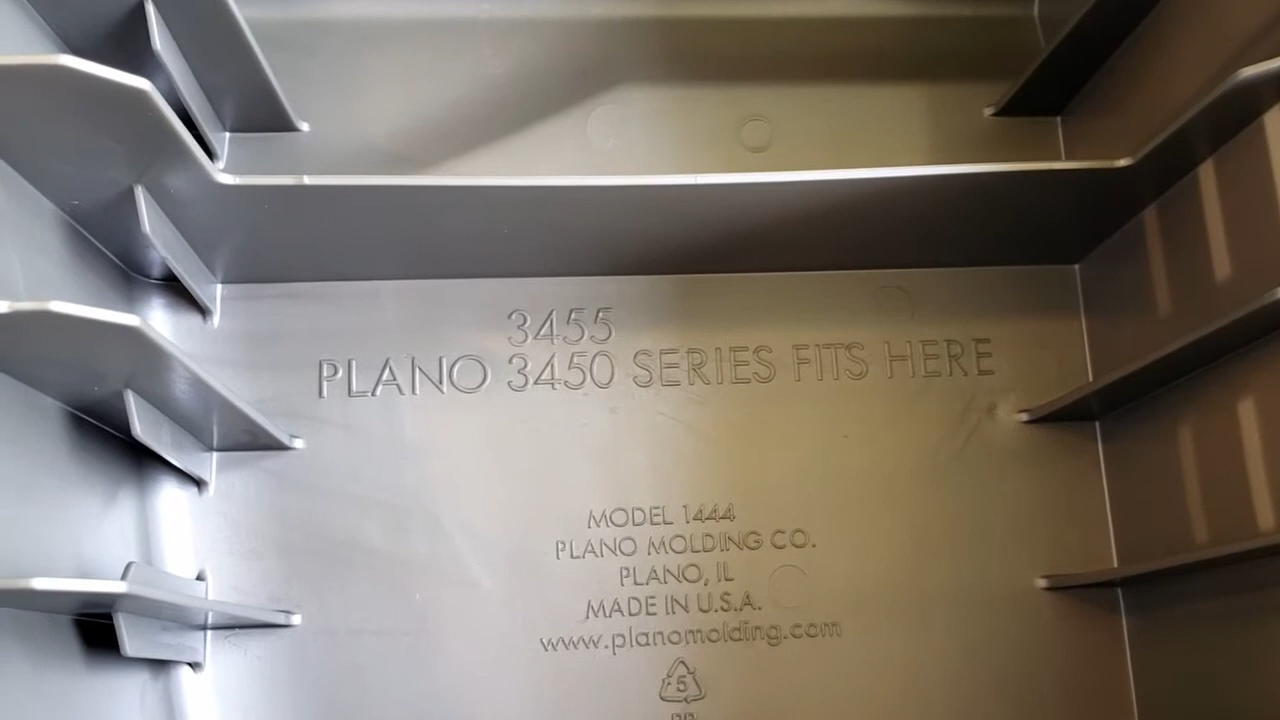 3455
PLANO 3450 SERIES FITS HERE
MODEL 1444
PLANO MOLDING CO.
PLANO, IL
MADE IN U.S.A.
www.planomolding.com
5